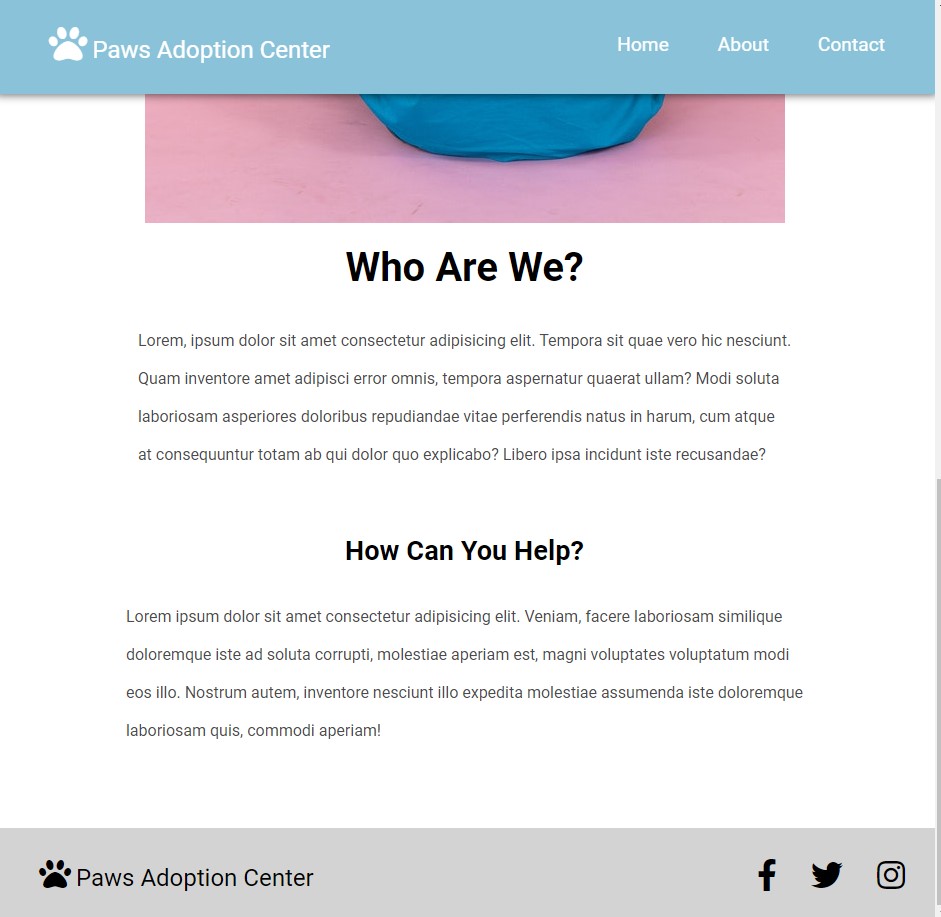 Paws Adoption Center
Home About Contact
Who Are We?
Lorem, ipsum dolor sit amet consectetur adipisicing elit. Tempora sit quae vero hic nesciunt.
Quam inventore amet adipisci error omnis, tempora aspernatur quaerat ullam? Modi soluta
laboriosam asperiores doloribus repudiandae vitae perferendis natus in harum, cum atque
at consequuntur totam ab qui dolor quo explicabo? Libero ipsa incidunt iste recusandae?
How Can You Help?
Lorem ipsum dolor sit amet consectetur adipisicing elit. Veniam, facere laboriosam similique
doloremque iste ad soluta corrupti, molestiae aperiam est, magni voluptates voluptatum modi
eos illo. Nostrum autem, inventore nesciunt illo expedita molestiae assumenda iste doloremque
laboriosam quis, commodi aperiam!
Paws Adoption Center